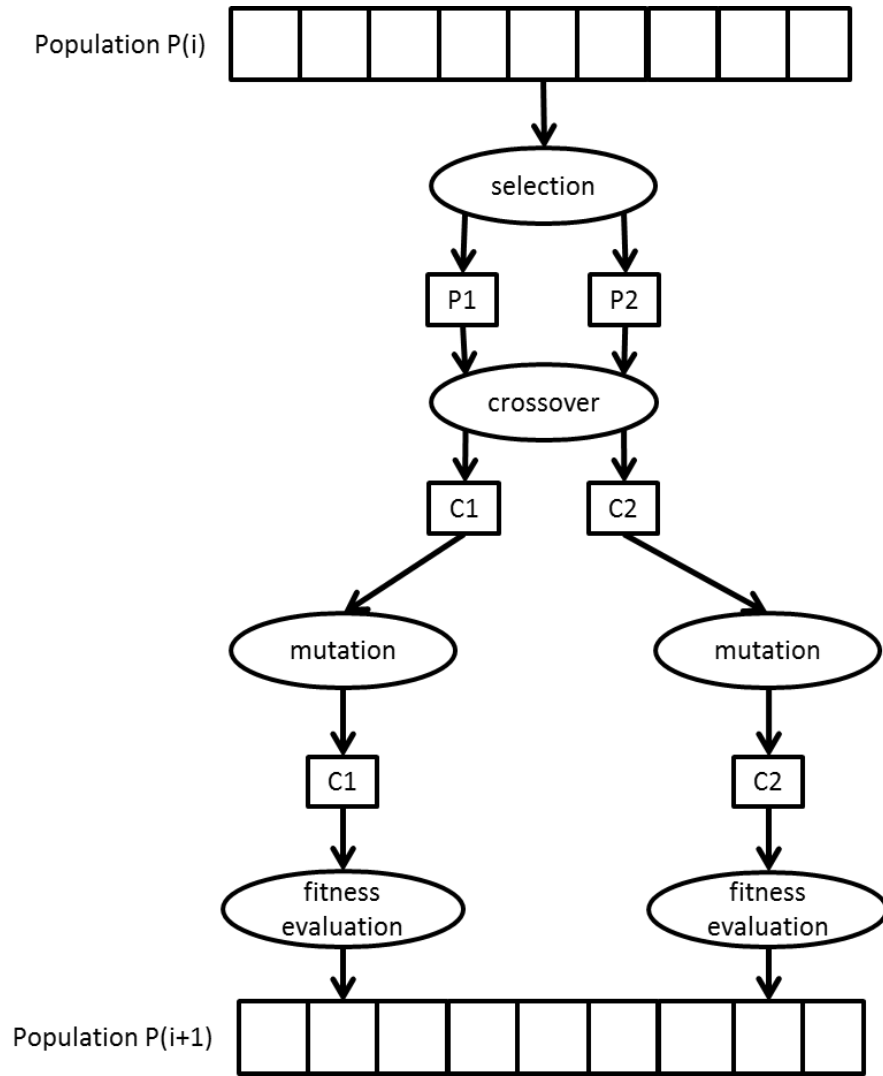 Population P(i)
selection
P1
P2
crossover
C1
C2
mutation
mutation
C1
C2
fitness
evaluation
fitness
evaluation
Population P(i+1)